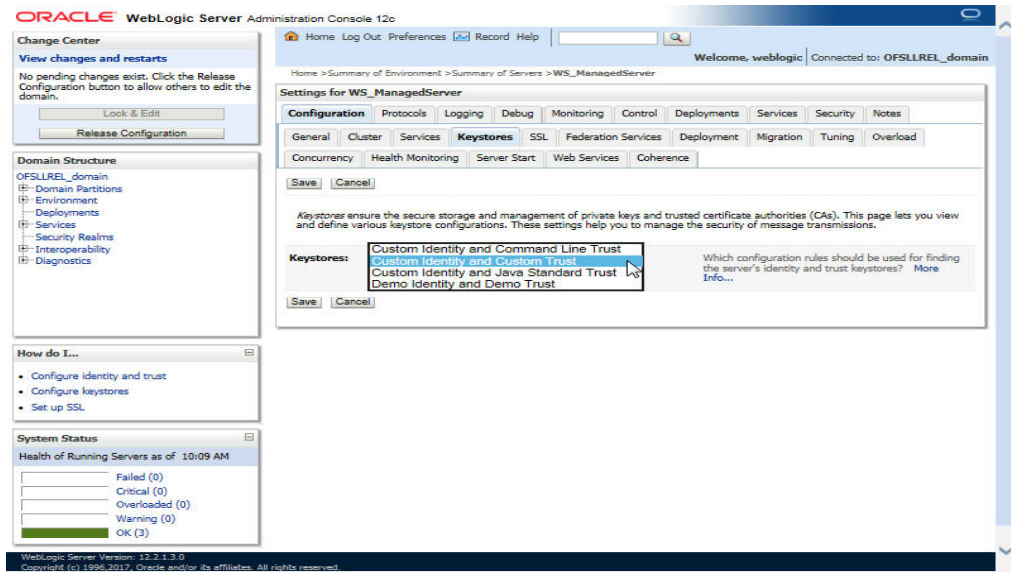 ORACLE WebLogic Server Administration Console 12c
Change Center
View changes and restarts
No pending changes exist. Click the Release
Configuration button to allow others to edit the
domain.
Lock & Edit
Release Configuration
Domain Structure
OFSLLREL_domain
Domain Partitions
Environment
Deployments
Services
Security Realms
Interoperability
Diagnostics
How do I...
Configure identity and trust
Configure keystores
Set up SSL
System Status
Health of Running Servers as of 10:09 AM
Failed (0)
Critical (0)
Overloaded (0)
Warning (0)
OK (3)
Home Log Out Preferences Record Help
Welcome, weblogic Connected to: OFSLLREL_domain
Home >Summary of Environment >Summary of Servers >WS_ManagedServer
Settings for WS_ManagedServer
Configuration Protocols Logging Debug Monitoring Control Deployments Services Security Notes
General Cluster Services Keystores SSL Federation Services Deployment Migration Tuning Overload
Concurrency Health Monitoring Server Start Web Services Coherence
Save Cancel
Keystores ensure the secure storage and management of private keys and trusted certificate authorities (CAs). This page lets you view
and define various keystore configurations. These settings help you to manage the security of message transmissions.
Keystores:
Custom Identity and Command Line Trust
Custom Identity and Custom Trust
Custom Identity and Java Standard Trust
Demo Identity and Demo Trust
Which configuration rules should be used for finding
the server's identity and trust keystores? More
Info...
Save Cancel
WebLogic Server Version: 12.2.1.3.0
Copyright (c) 1996,2017, Oracle and/or its affiliates. All rights reserved.